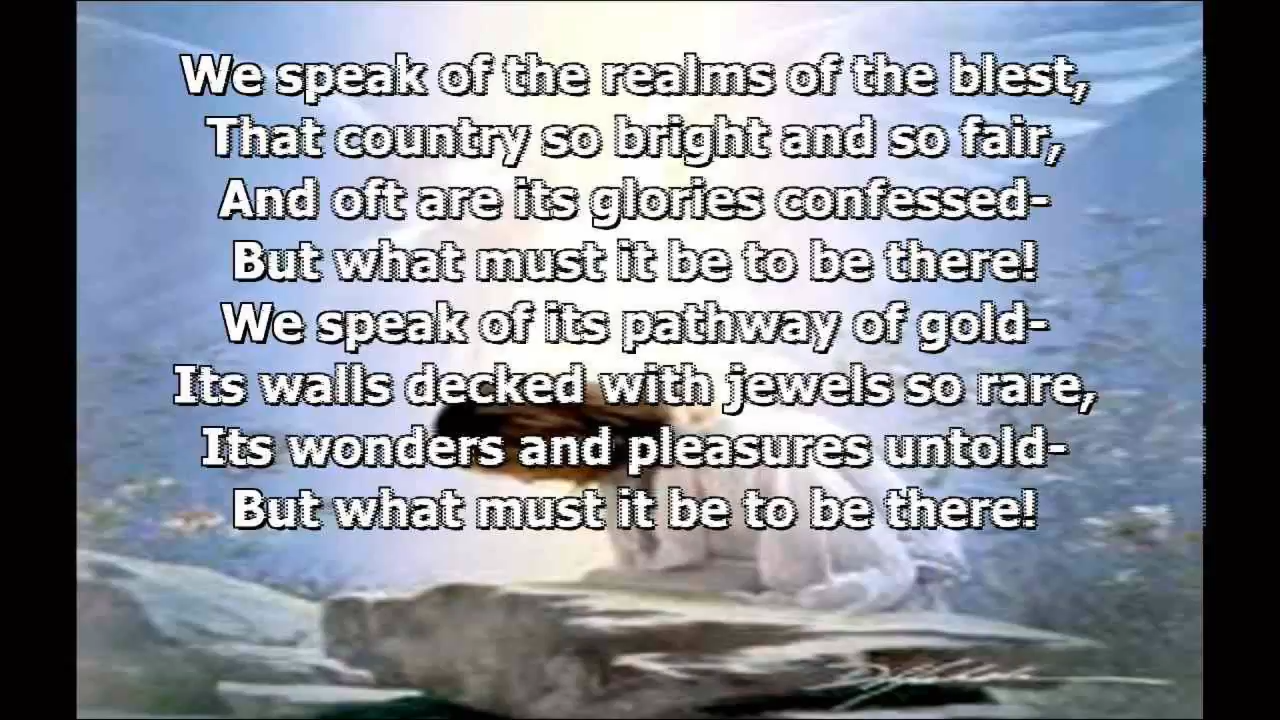 We speak of the realms of the blest,
That country so bright and so fair,
And oft are its glories confessed-
But what must it be to be there!
We speak of its pathway of gold-
Its walls decked with jewels so rare,
Its wonders and pleasures untold-
But what must it be to be there!